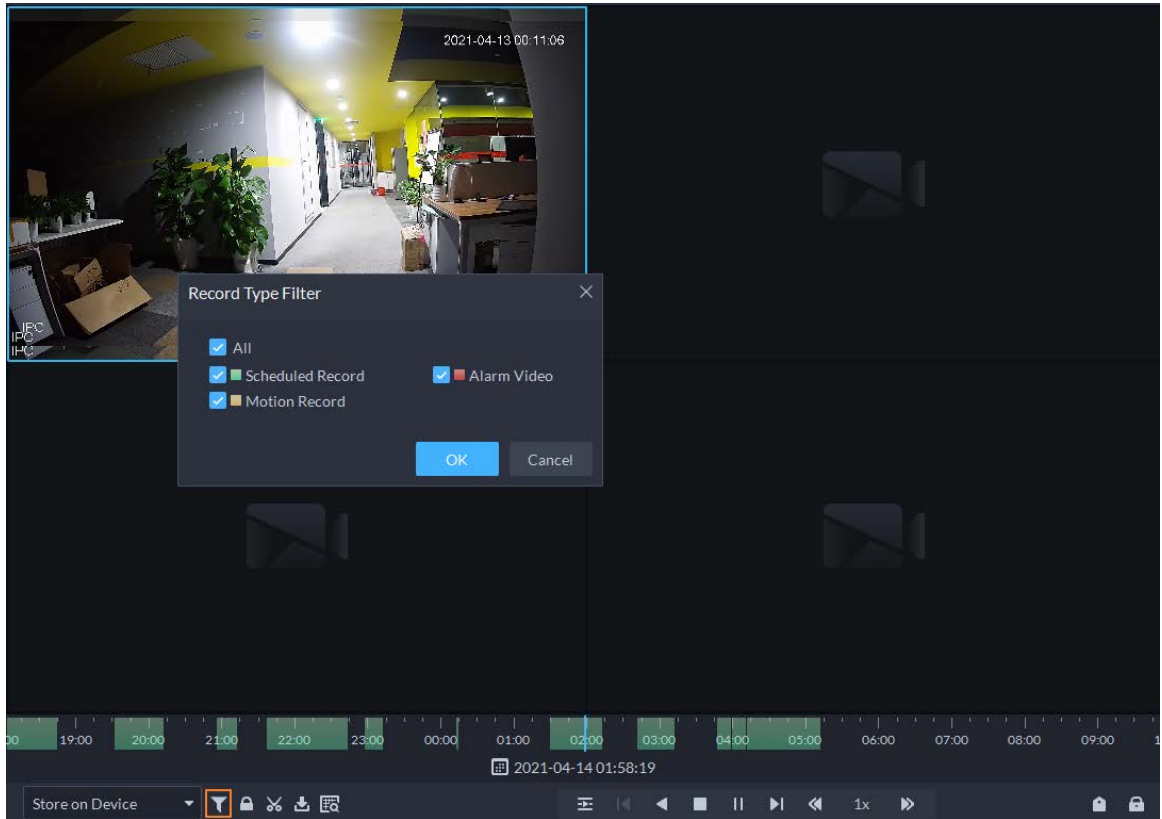 2021-04-13 00:11:06
IPC
IPC
IPC
Record Type Filter
All
Scheduled Record
Alarm Video
Motion Record
OK
Cancel
00 19:00 20:00 21:00 22:00 23:00 00:00 01:00 02:00 03:00 04:00 05:00 06:00 07:00 08:00 09:00 1
2021-04-14 01:58:19
Store on Device
1x